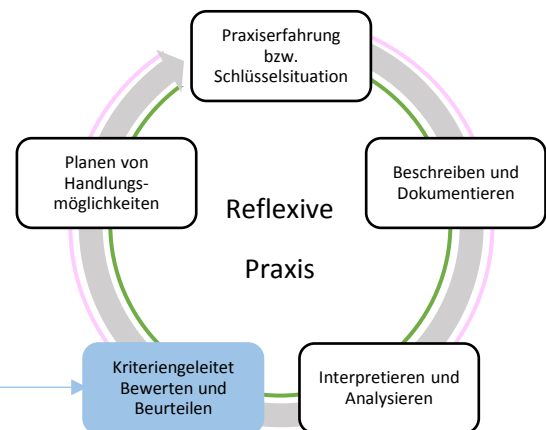 Praxiserfahrung
bzw.
Schlüsselsituation
Beschreiben und
Dokumentieren
Interpretieren und
Analysieren
Kriteriengeleitet
Bewerten und
Beurteilen
Planen von
Handlungs-
möglichkeiten
Reflexive
Praxis